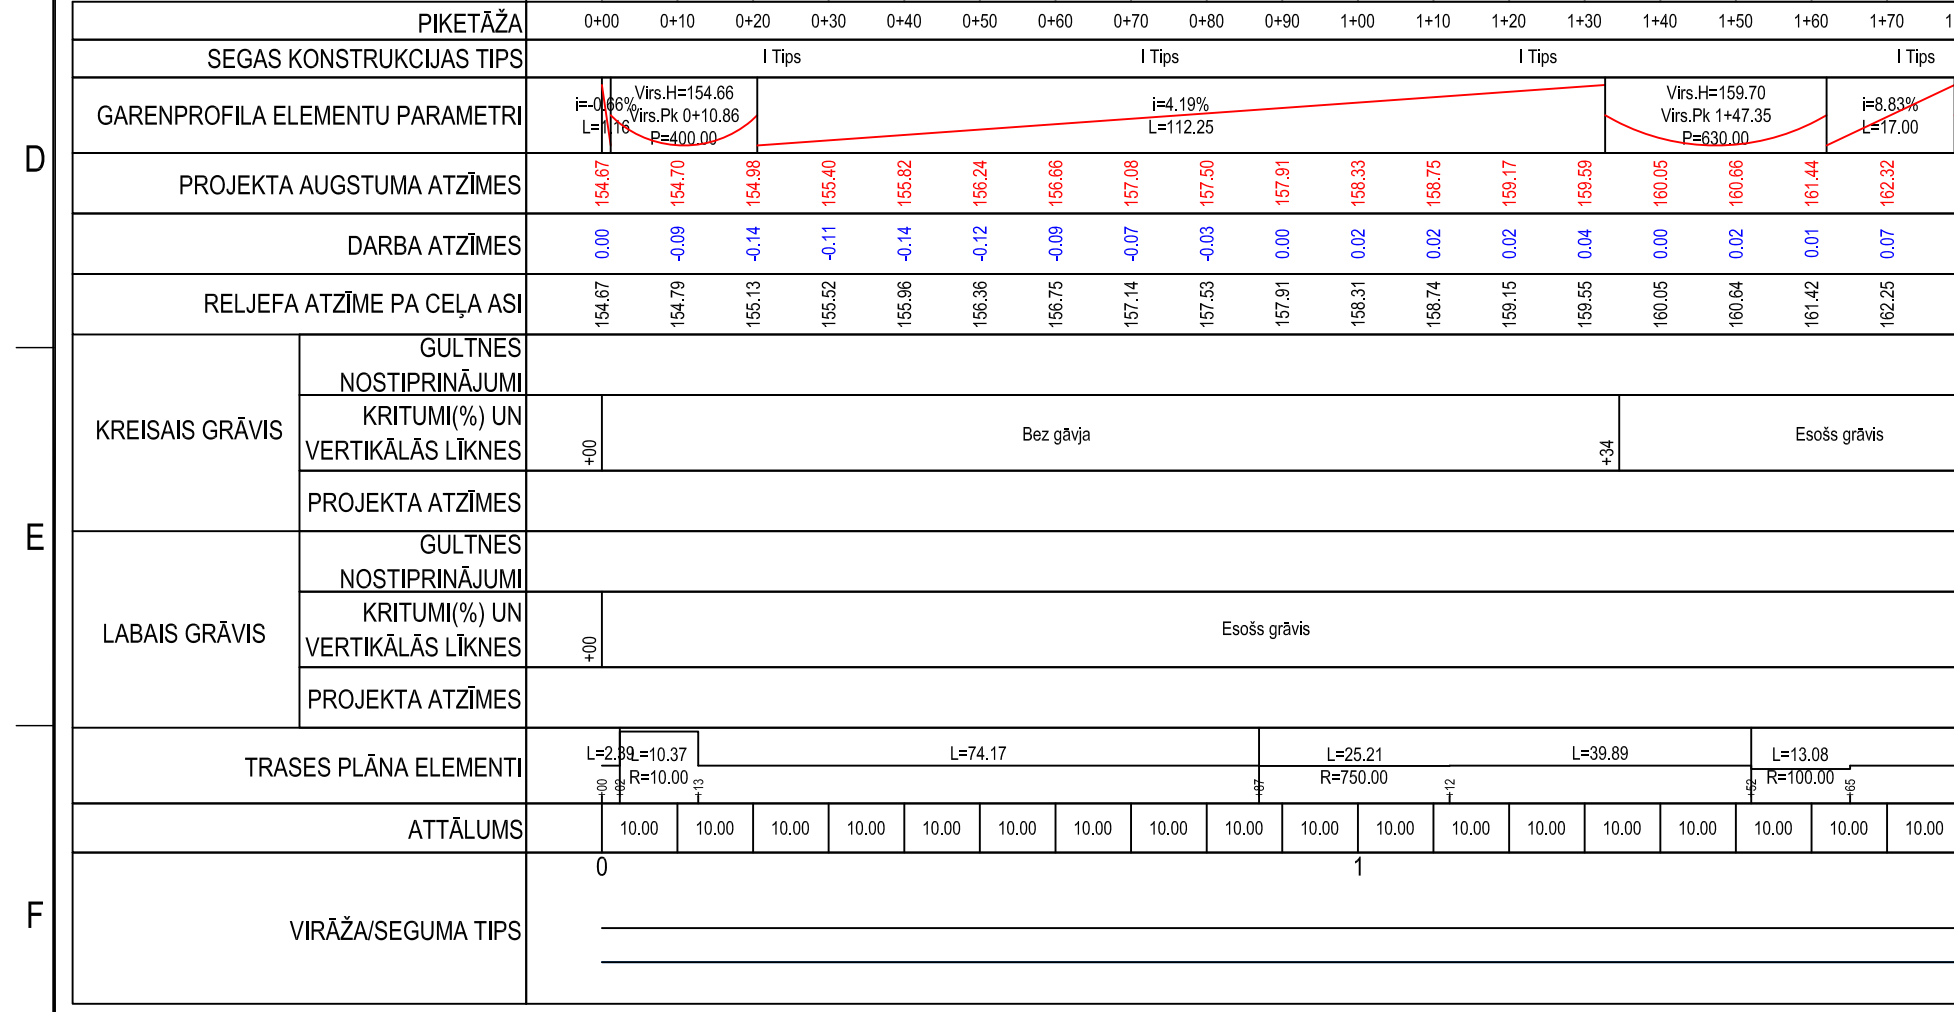 PIKETĀŽA 0+00 0+10 0+20 0+30 0+40 0+50 0+60 0+70 0+80 0+90 1+00 1+10 1+20 1+30 1+40 1+50 1+60 1+70
SEGAS KONSTRUKCIJAS TIPS I Tips I Tips I Tips I Tips
GARENPROFILA ELEMENTU PARAMETRI
i=-0.66%
L=1.16
Virs.H=154.66
Virs.Pk 0+10.86
P=400.00
i=4.19%
L=112.25
Virs.H=159.70
Virs.Pk 1+47.35
P=630.00
i=8.83%
L=17.00
D
PROJEKTA AUGSTUMA ATZĪMES 154.67 154.70 154.98 155.40 155.82 156.24 156.66 157.08 157.50 157.91 158.33 158.75 159.17 159.59 160.05 160.66 161.44 162.32
DARBA ATZĪMES 0.00 -0.09 -0.14 -0.11 -0.14 -0.12 -0.09 -0.07 -0.03 0.00 0.02 0.02 0.02 0.04 0.00 0.02 0.01 0.07
RELJEFA ATZĪME PA CEĻA ASI 154.67 154.79 155.13 155.52 155.96 156.36 156.75 157.14 157.53 157.91 158.31 158.74 159.15 159.55 160.05 160.64 161.42 162.25
KREISAIS GRĀVIS
GULTNES
NOSTIPRINĀJUMI
KRITUMI(%) UN
VERTIKĀLĀS LĪKNES
+00 Bez gāvja +34 Esošs grāvis
PROJEKTA ATZĪMES
E
LABAIS GRĀVIS
GULTNES
NOSTIPRINĀJUMI
KRITUMI(%) UN
VERTIKĀLĀS LĪKNES
+00 Esošs grāvis
PROJEKTA ATZĪMES
TRASES PLĀNA ELEMENTI
L=2.39 L=10.37 L=74.17 L=25.21 L=39.89 L=13.08
R=10.00 R=750.00 R=100.00
+00 +02 +13 +87 +12 +52 +65
ATTĀLUMS 10.00 10.00 10.00 10.00 10.00 10.00 10.00 10.00 10.00 10.00 10.00 10.00 10.00 10.00 10.00 10.00 10.00 10.00
0 1
F
VIRĀŽA/SEGUMA TIPS